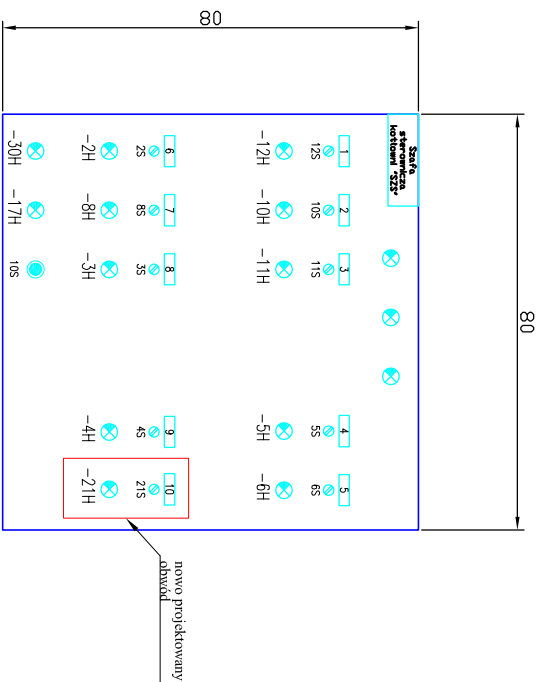 80
80
Szafa
sterownicza
kotłowni "SZS"
1 2 3 4 5
12S 10S 11S 5S 6S
-12H -10H -11H -5H -6H
6 7 8 9 10
2S 8S 3S 4S 21S
-2H -8H -3H -4H -21H
-30H -17H 10S
nowo projektowany
obwód